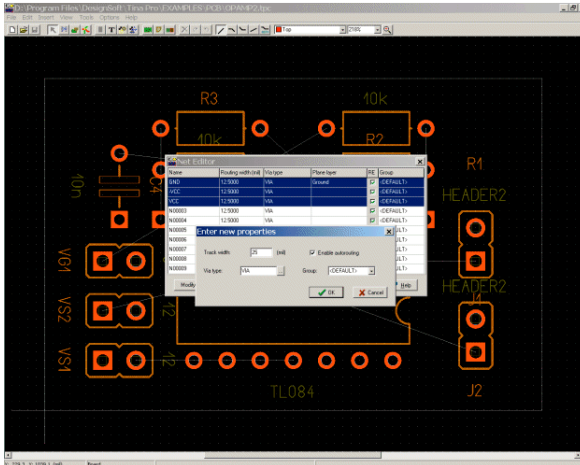 D:\Program Files\DesignSoft\Tina Pro\EXAMPLES\PCB\OPAMP2.tpc
File Edit Insert View Tools Options Help
Top
218%
R3
10k
10k
R2
R1
10n
C4
HEADER2
HEADER2
VG1
VS2
VS1
J1
J2
TL084
Net Editor
Name Routing width (mil) Via type Plane layer RE Group
GND 12.5000 VIA Ground <DEFAULT>
-VCC 12.5000 VIA <DEFAULT>
VCC 12.5000 VIA <DEFAULT>
N00003 12.5000 VIA <DEFAULT>
N00004 12.5000 VIA <DEFAULT>
N00005
N00006
N00007
N00008
N00009
Modify
Help
Enter new properties
Track width: 25 (mil) Enable autorouting
Via type: VIA ... Group: <DEFAULT>
OK Cancel